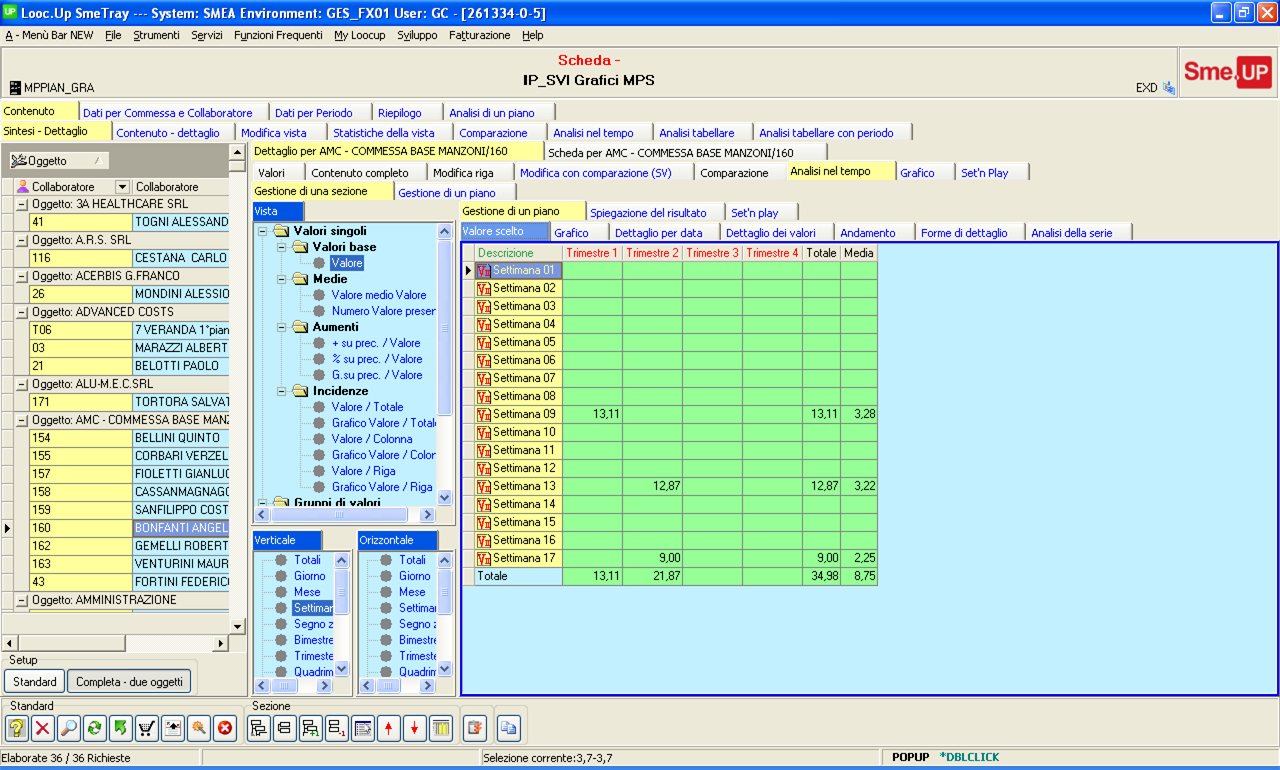 UP Looc.Up SmeTray --- System: SMEA Environment: GES_FX01 User: GC - [261334-0-5]
A - Menù Bar NEW File Strumenti Servizi Funzioni Frequenti My Loocup Sviluppo Fatturazione Help
Scheda -
IP_SVI Grafici MPS
MPPIAN_GRA
EXD
Sme.UP
Contenuto Dati per Commessa e Collaboratore Dati per Periodo Riepilogo Analisi di un piano
Sintesi - Dettaglio Contenuto - dettaglio Modifica vista Statistiche della vista Comparazione Analisi nel tempo Analisi tabellare Analisi tabellare con periodo
Oggetto
Collaboratore Collaboratore
Oggetto: 3A HEALTHCARE SRL
41 TOGNI ALESSAND
Oggetto: A.R.S. SRL
116 CESTANA CARLO
Oggetto: ACERBIS G.FRANCO
26 MONDINI ALESSIO
Oggetto: ADVANCED COSTS
T06 7 VERANDA 1°pian
03 MARAZZI ALBERT
21 BELOTTI PAOLO
Oggetto: ALU-M.E.C.SRL
171 TORTORA SALVAT
Oggetto: AMC - COMMESSA BASE MANZ
154 BELLINI QUINTO
155 CORBARI VERZEL
157 FIOLETTI GIANLUC
158 CASSANMAGNAGO
159 SANFILIPPO COST
160 BONFANTI ANGEL
162 GEMELLI ROBERT
163 VENTURINI MAUR
43 FORTINI FEDERICO
Oggetto: AMMINISTRAZIONE
Setup
Standard Completa - due oggetti
Dettaglio per AMC - COMMESSA BASE MANZONI/160 Scheda per AMC - COMMESSA BASE MANZONI/160
Valori Contenuto completo Modifica riga Modifica con comparazione (SV) Comparazione Analisi nel tempo Grafico Set'n Play
Gestione di una sezione Gestione di un piano
Vista
Valori singoli
Valori base
Valore
Medie
Valore medio Valore
Numero Valore preser
Aumenti
+ su prec. / Valore
% su prec. / Valore
G.su prec. / Valore
Incidenze
Valore / Totale
Grafico Valore / Total
Valore / Colonna
Grafico Valore / Color
Valore / Riga
Grafico Valore / Riga
Gruppi di valori
Verticale
Totali
Giorno
Mese
Settimar
Segno z
Bimestre
Trimeste
Quadrim
Orizzontale
Totali
Giorno
Mese
Settimar
Segno z
Bimestre
Trimeste
Quadrim
Gestione di un piano Spiegazione del risultato Set'n play
Valore scelto Grafico Dettaglio per data Dettaglio dei valori Andamento Forme di dettaglio Analisi della serie
Descrizione Trimestre 1 Trimestre 2 Trimestre 3 Trimestre 4 Totale Media
Settimana 01
Settimana 02
Settimana 03
Settimana 04
Settimana 05
Settimana 06
Settimana 07
Settimana 08
Settimana 09 13,11 13,11 3,28
Settimana 10
Settimana 11
Settimana 12
Settimana 13 12,87 12,87 3,22
Settimana 14
Settimana 15
Settimana 16
Settimana 17 9,00 9,00 2,25
Totale 13,11 21,87 34,98 8,75
Standard Sezione
Elaborate 36 / 36 Richieste Selezione corrente:3,7-3,7 POPUP *DBLCLICK